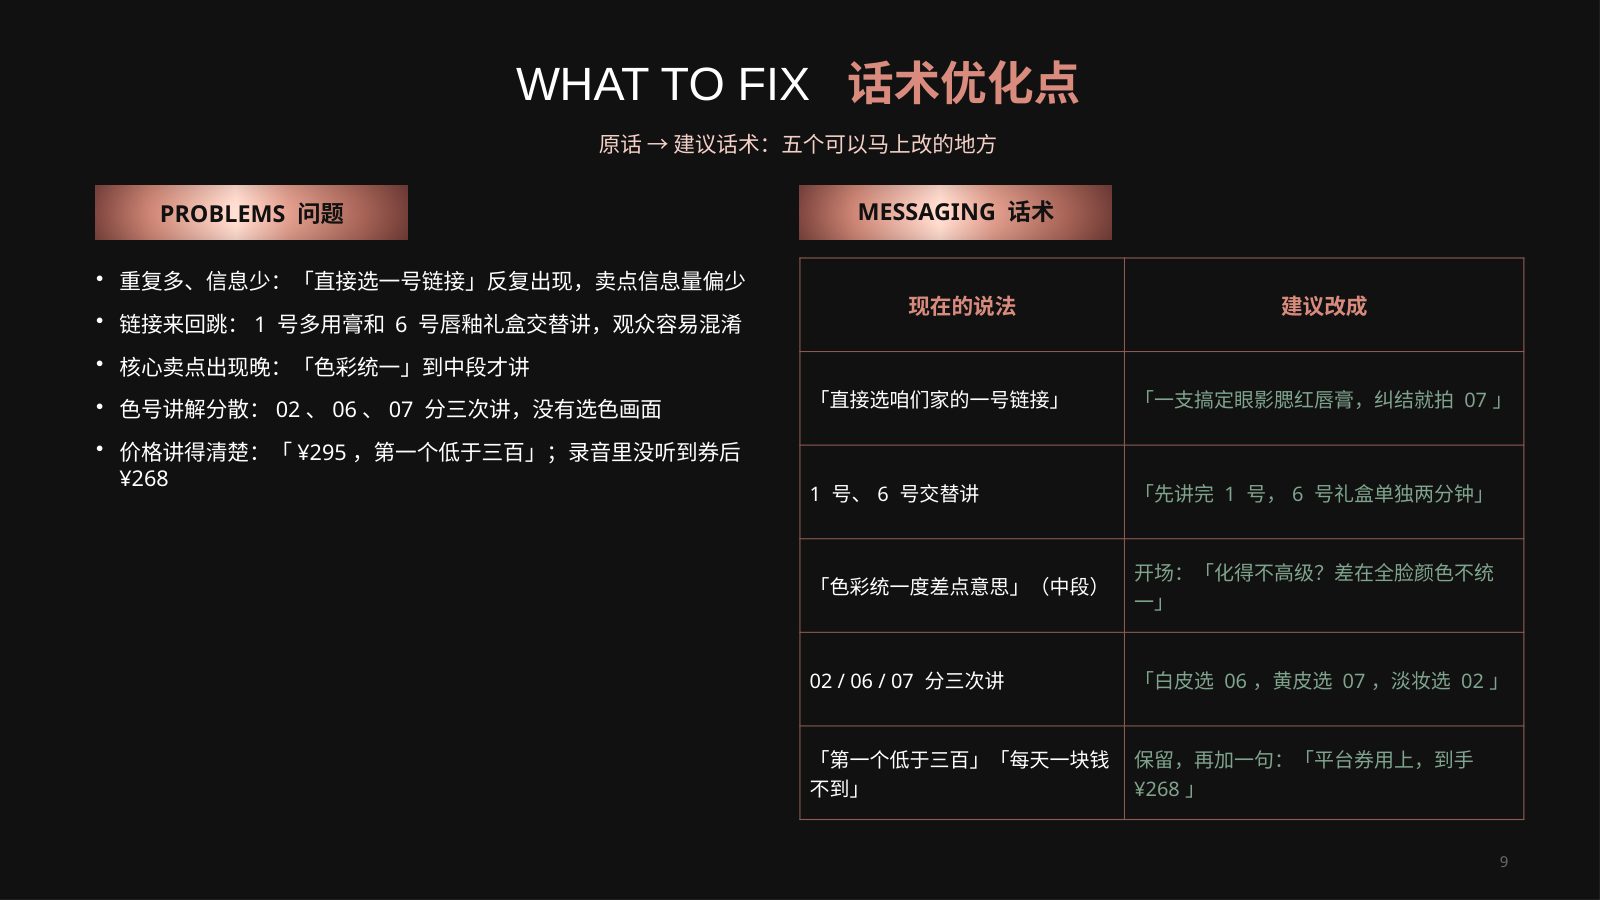 WHAT TO FIX 话术优化点
原话 → 建议话术：五个可以马上改的地方
PROBLEMS 问题
• 重复多、信息少：「直接选一号链接」反复出现，卖点信息量偏少
• 链接来回跳： 1 号多用膏和 6 号唇釉礼盒交替讲，观众容易混淆
• 核心卖点出现晚：「色彩统一」到中段才讲
• 色号讲解分散： 02 、 06 、 07 分三次讲，没有选色画面
• 价格讲得清楚：「 ¥295 ，第一个低于三百」；录音里没听到券后
¥268
MESSAGING 话术
现在的说法
建议改成
「直接选咱们家的一号链接」
「一支搞定眼影腮红唇膏，纠结就拍 07 」
1 号、 6 号交替讲
「先讲完 1 号， 6 号礼盒单独两分钟」
「色彩统一度差点意思」（中段）
开场：「化得不高级？差在全脸颜色不统
一」
02 / 06 / 07 分三次讲
「白皮选 06 ，黄皮选 07 ，淡妆选 02 」
「第一个低于三百」「每天一块钱
不到」
保留，再加一句：「平台券用上，到手
¥268 」
9